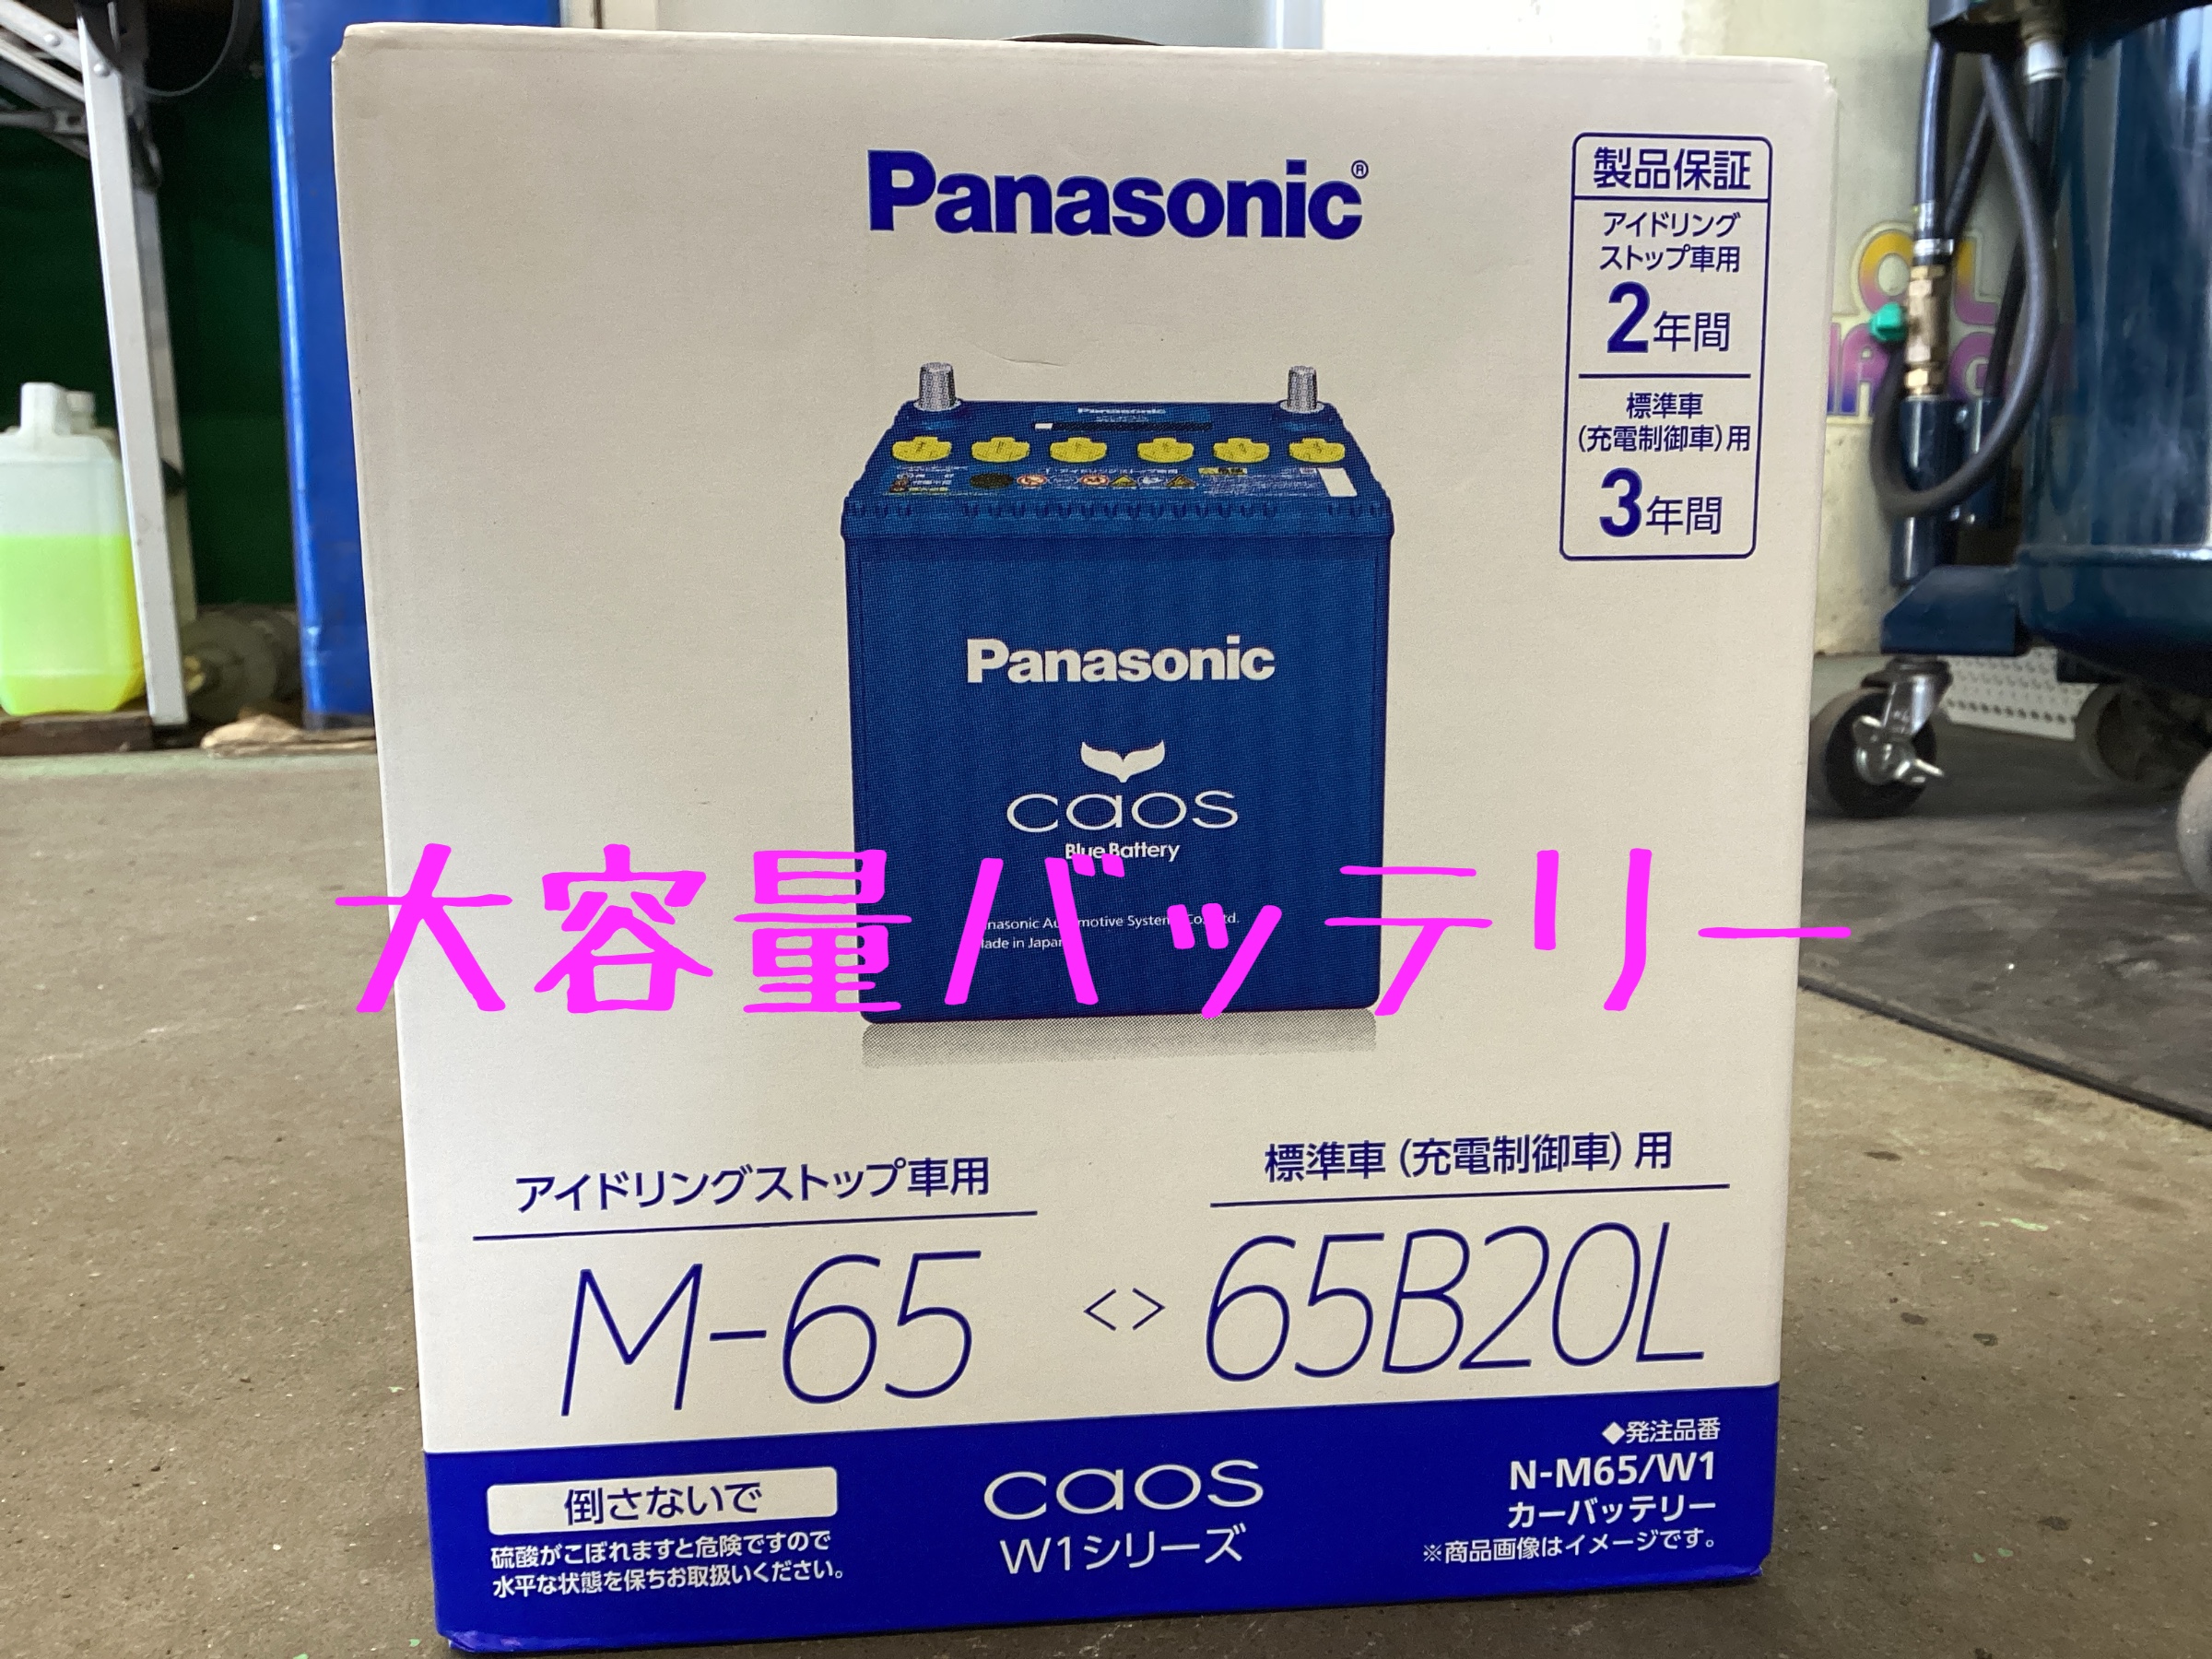 Panasonic®
製品保証
アイドリング
ストップ車用
2年間
標準車
(充電制御車)用
3年間
Panasonic
Panasonic
caos
Blue Battery
大容量バッテリー
Made in Japan
アイドリングストップ車用
標準車(充電制御車)用
M-65 <> 65B20L
倒さないで
硫酸がこぼれますと危険ですので
水平な状態を保ちお取扱いください。
caos
W1シリーズ
◆発注品番
N-M65/W1
カーバッテリー
※商品画像はイメージです。